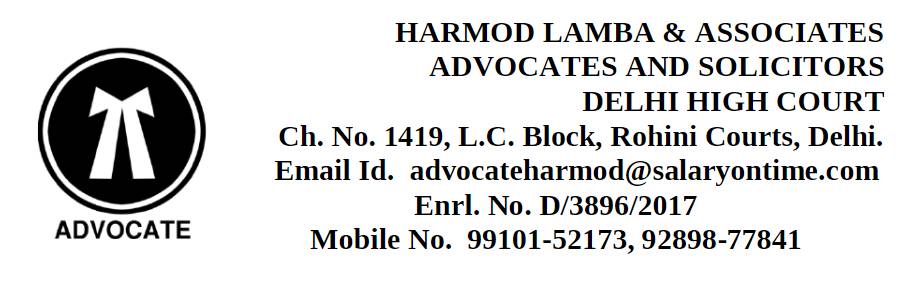 HARMOD LAMBA & ASSOCIATES
ADVOCATES AND SOLICITORS
DELHI HIGH COURT
Ch. No. 1419, L.C. Block, Rohini Courts, Delhi.
Email Id. advocateharmod@salaryontime.com
Enrl. No. D/3896/2017
Mobile No. 99101-52173, 92898-77841
ADVOCATE